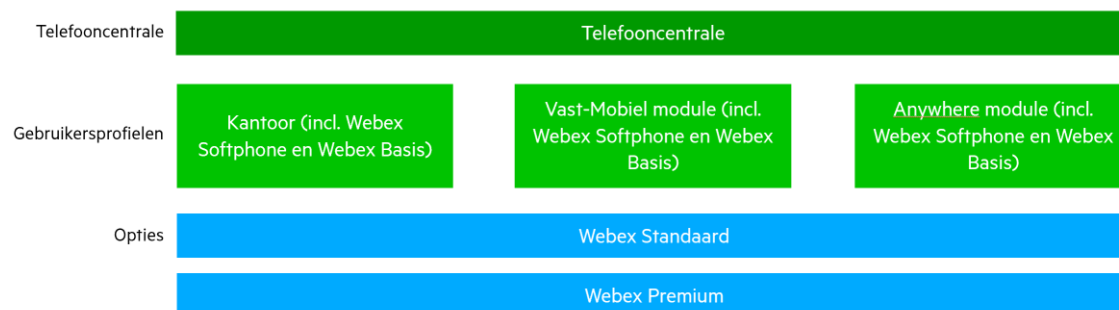 Telefooncentrale
Telefooncentrale
Gebruikersprofielen
Kantoor (incl. Webex
Softphone en Webex Basis)
Vast-Mobiel module (incl.
Webex Softphone en Webex
Basis)
Anywhere module (incl.
Webex Softphone en Webex
Basis)
Opties
Webex Standaard
Webex Premium